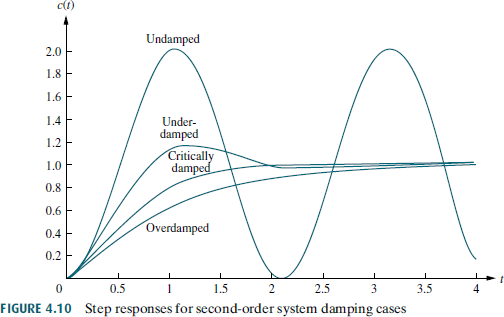 c(t)
Undamped
2.0
1.8
1.6
1.4
1.2
1.0
0.8
0.6
0.4
0.2
Under-
damped
Critically
damped
Overdamped
0 0.5 1 1.5 2 2.5 3 3.5 4 t
FIGURE 4.10 Step responses for second-order system damping cases